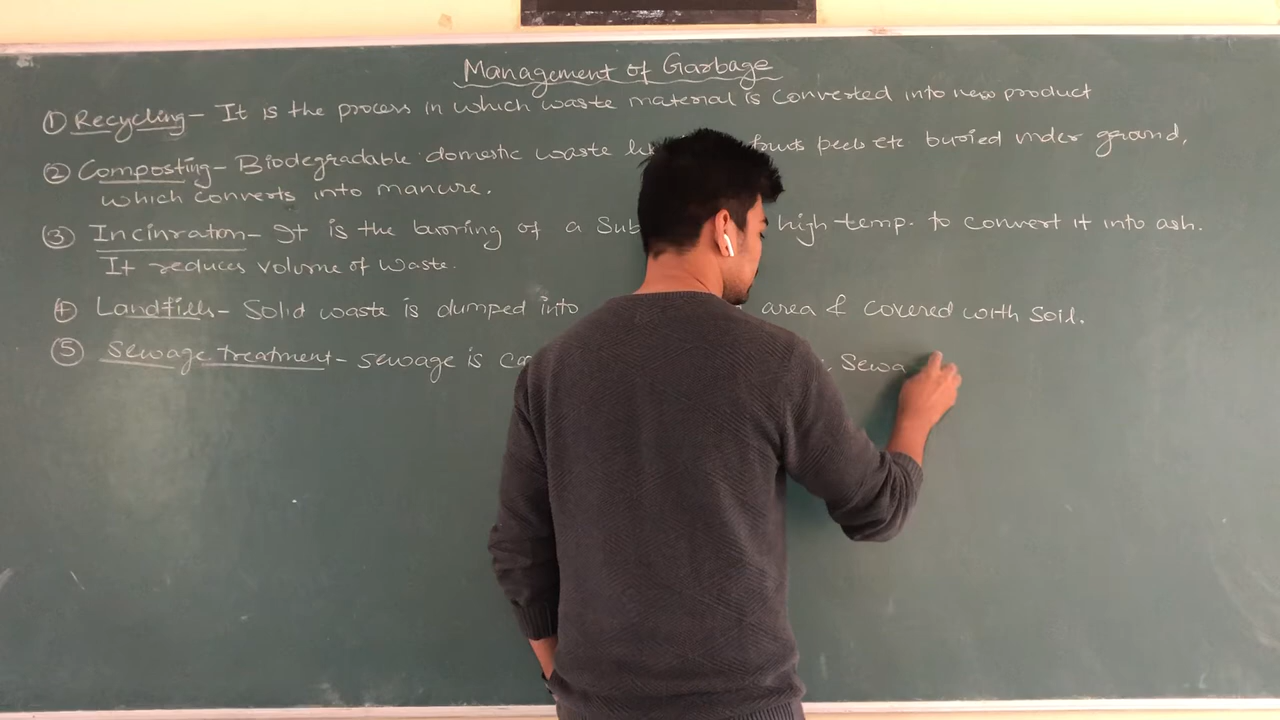 Management of Garbage
① Recycling - It is the process in which waste material is converted into new product
② Composting - Biodegradable domestic waste fruits peels etc buried under ground,
which converts into manure.
③ Incinration - It is the burning of a Sub high temp. to convert it into ash.
It reduces volume of waste.
④ Landfills - Solid waste is dumped into area & covered with soil.
⑤ Sewage treatment - sewage is Sewa